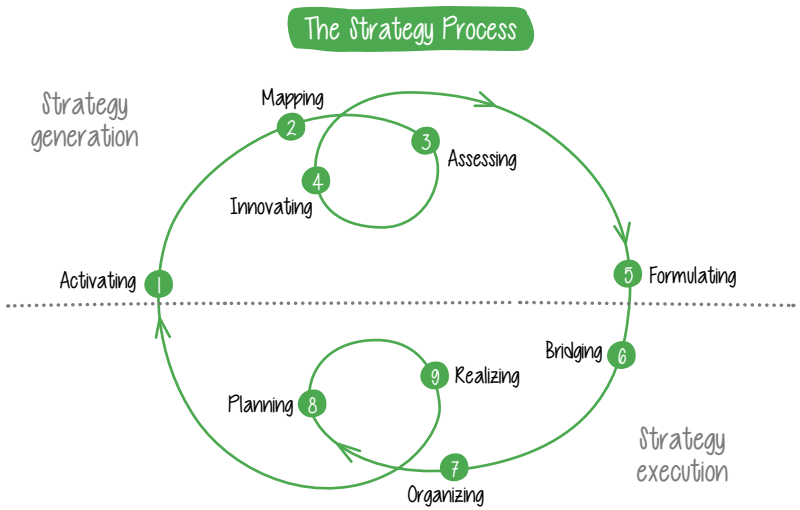 The Strategy Process
Strategy
generation
Mapping
2
3
Assessing
4
Innovating
Activating
1
5
Formulating
Bridging
6
9
Realizing
Planning
8
Strategy
execution
7
Organizing